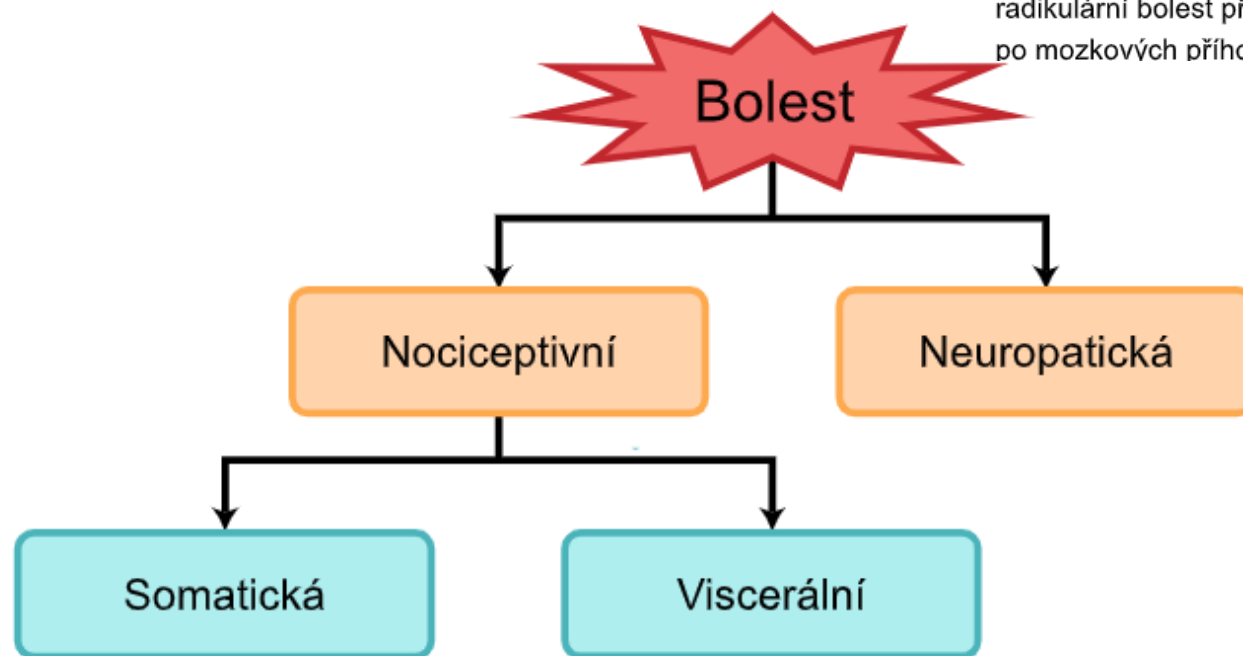 radikulární bolest
po mozkových
Bolest
Nociceptivní
Neuropatická
Somatická
Viscerální